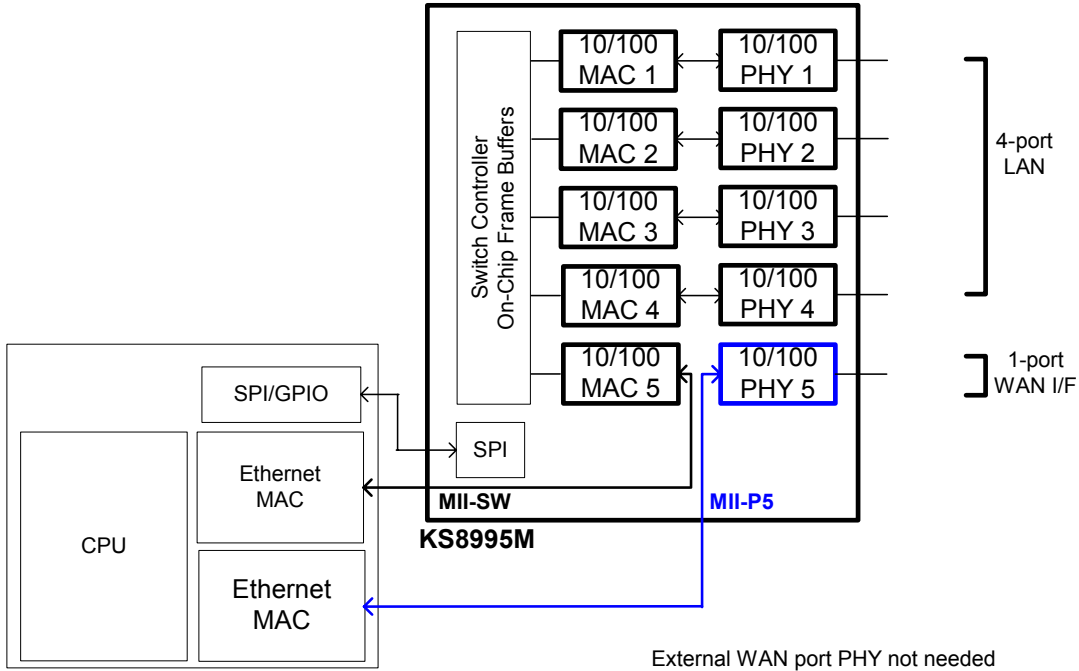 10/100
MAC 1
10/100
PHY 1
10/100
MAC 2
10/100
PHY 2
10/100
MAC 3
10/100
PHY 3
10/100
MAC 4
10/100
PHY 4
10/100
MAC 5
10/100
PHY 5
Switch Controller
On-Chip Frame Buffers
4-port
LAN
1-port
WAN I/F
SPI/GPIO
SPI
Ethernet
MAC
CPU
Ethernet
MAC
MII-SW
MII-P5
KS8995M
External WAN port PHY not needed